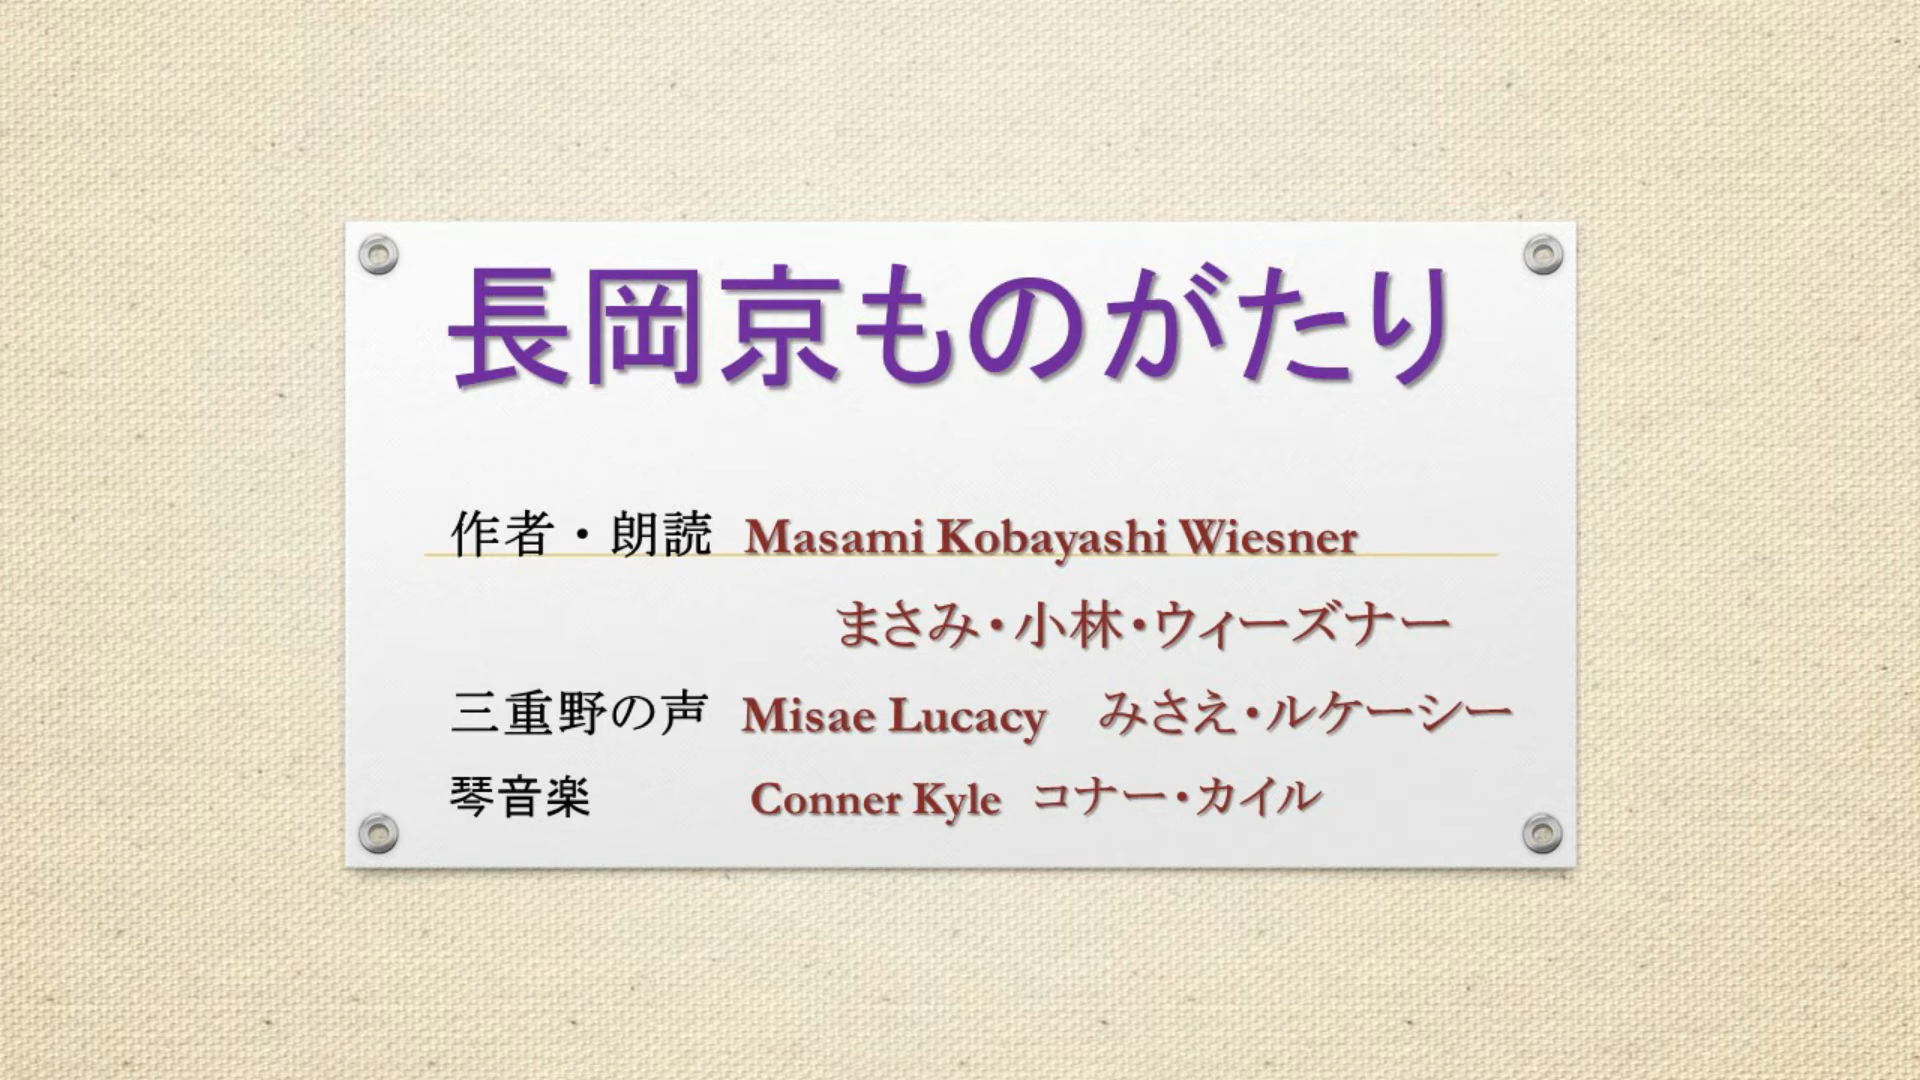 長岡京ものがたり
作者・朗読 Masami Kobayashi Wiesner
まさみ・小林・ウィーズナー
三重野の声 Misae Lucacy みさえ・ルケーシー
琴音楽 Conner Kyle コナー・カイル